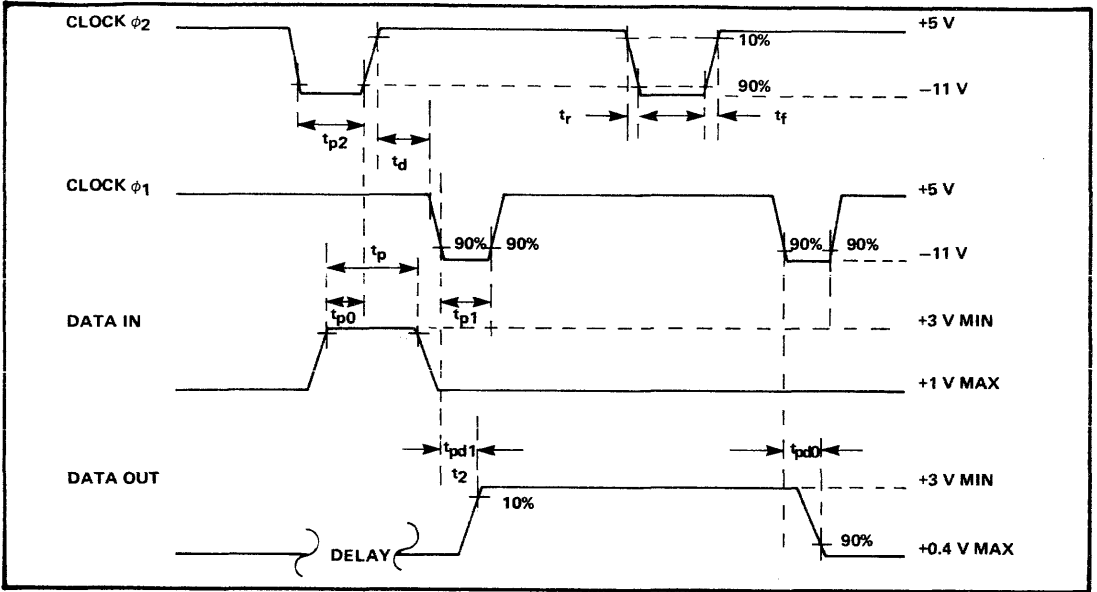 CLOCK ϕ2
+5 V
10%
90%
−11 V
tr
tf
tp2
td
CLOCK ϕ1
+5 V
90%
90%
90%
90%
−11 V
tp
tp0
tp1
DATA IN
+3 V MIN
+1 V MAX
tpd1
tpd0
t2
DATA OUT
+3 V MIN
10%
DELAY
90%
+0.4 V MAX